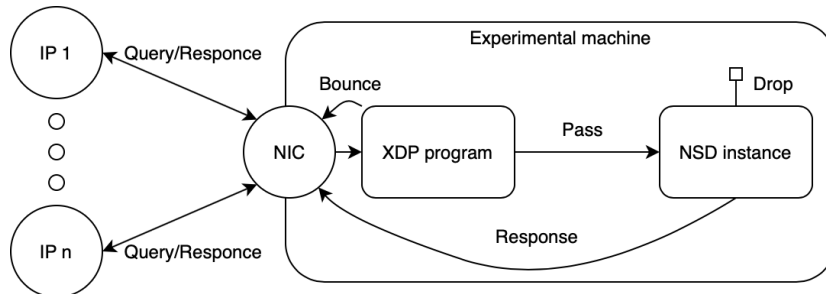 Experimental machine
IP 1
Query/Responce
Bounce
Drop
NIC
XDP program
Pass
NSD instance
Response
IP n
Query/Responce